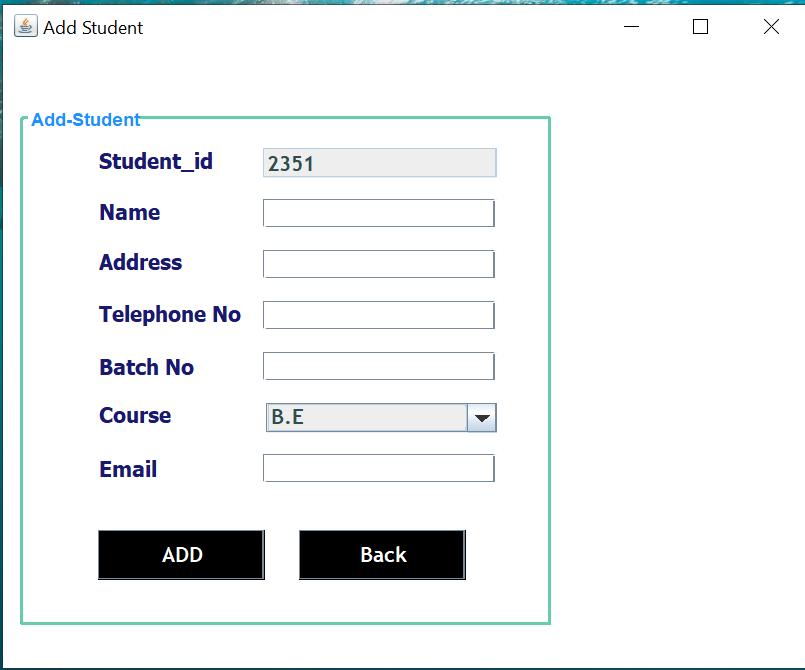 Add Student
Add-Student
Student_id 2351
Name
Address
Telephone No
Batch No
Course B.E
Email
ADD Back